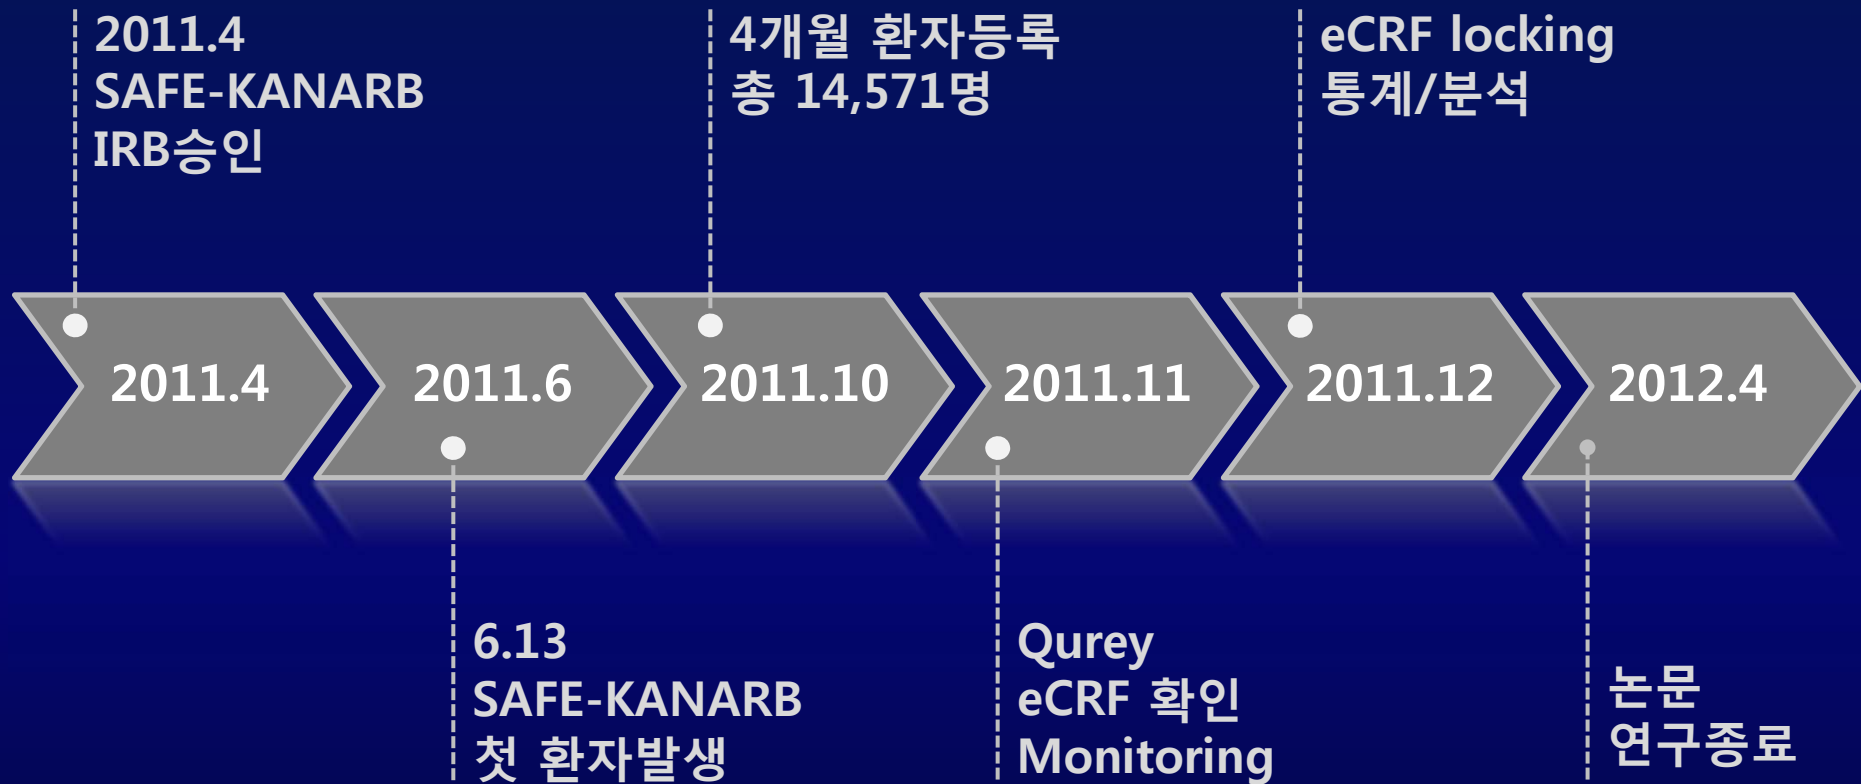 2011.4
SAFE-KANARB
IRB승인
4개월 환자등록
총 14,571명
eCRF locking
통계/분석
2011.4
2011.6
2011.10
2011.11
2011.12
2012.4
6.13
SAFE-KANARB
첫 환자발생
Qurey
eCRF 확인
Monitoring
논문
연구종료